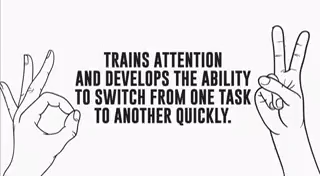 TRAINS ATTENTION
AND DEVELOPS THE ABILITY
TO SWITCH FROM ONE TASK
TO ANOTHER QUICKLY.